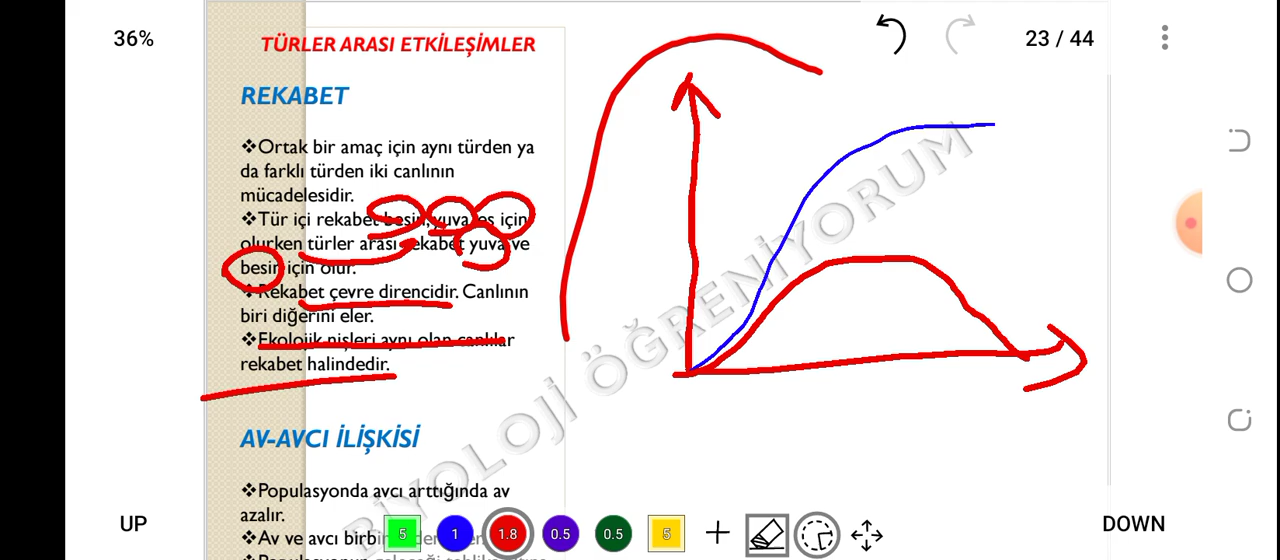 36%
TÜRLER ARASI ETKİLEŞİMLER
23 / 44
REKABET
❖Ortak bir amaç için aynı türden ya
da farklı türden iki canlının
mücadelesidir.
❖Tür içi rekabet besin, yuva, eş için
olurken türler arası rekabet yuva ve
besin için olur.
❖Rekabet çevre direncidir. Canlının
biri diğerini eler.
❖Ekolojik nişleri aynı olan canlılar
rekabet halindedir.
BİYOLOJİ ÖĞRENİYORUM
AV-AVCI İLİŞKİSİ
❖Populasyonda avcı arttığında av
azalır.
❖Av ve avcı
UP
5 1 1.8 0.5 0.5 5
DOWN